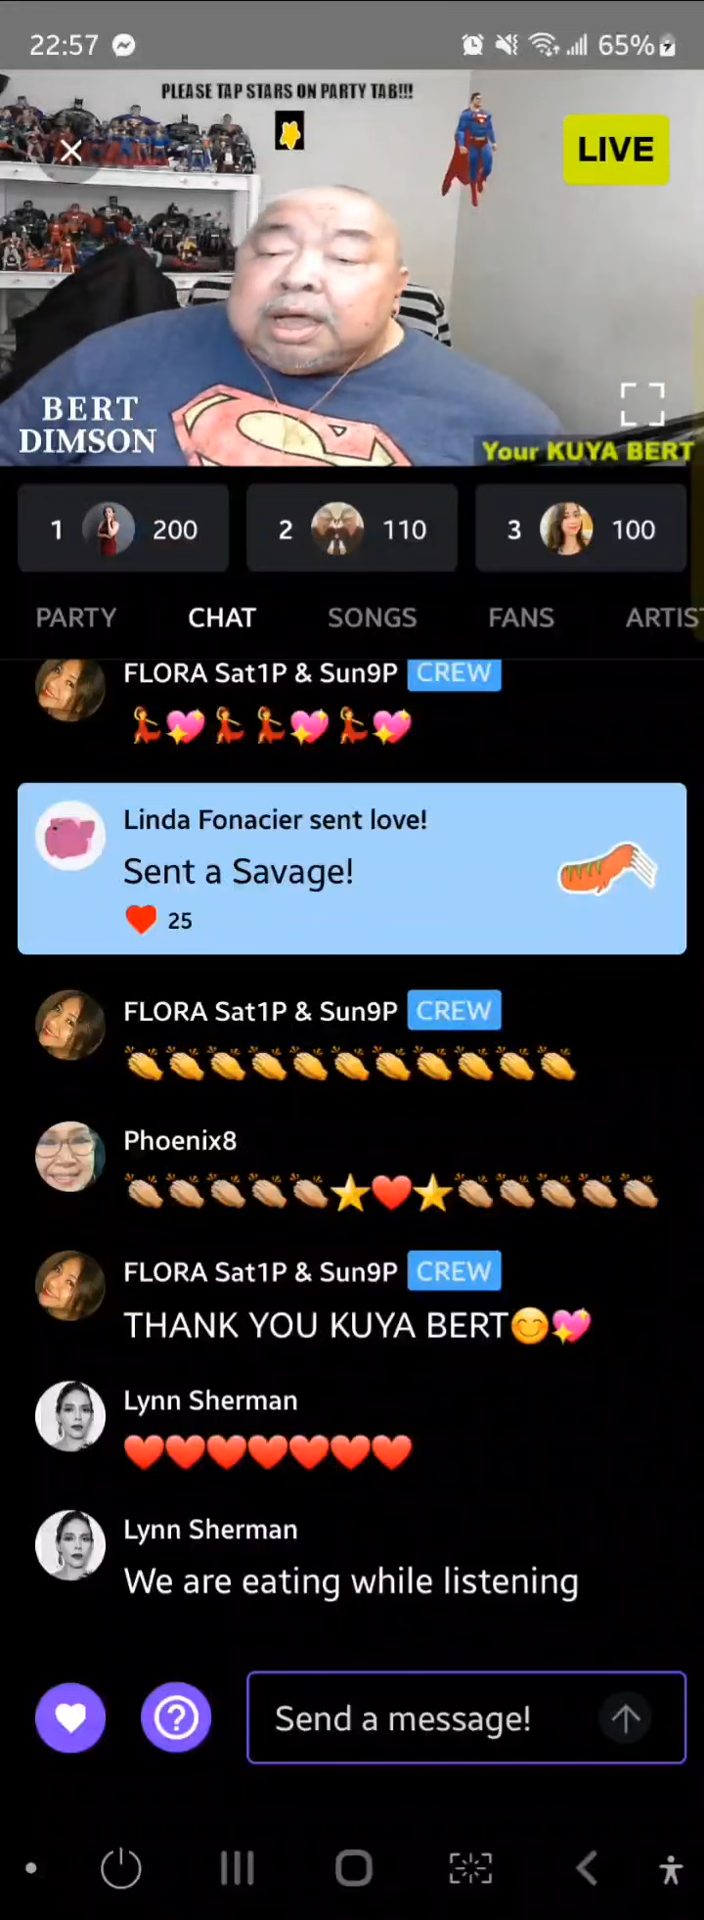 22:57
65%
PLEASE TAP STARS ON PARTY TAB!!!
LIVE
BERT
DIMSON
Your KUYA BERT
1 200
2 110
3 100
PARTY CHAT SONGS FANS ARTIS
FLORA Sat1P & Sun9P CREW
💃💖💃💃💖💃💖
Linda Fonacier sent love!
Sent a Savage!
❤️ 25
FLORA Sat1P & Sun9P CREW
👏👏👏👏👏👏👏👏👏👏👏
Phoenix8
👏🏼👏🏼👏🏼👏🏼👏🏼⭐❤️⭐👏🏼👏🏼👏🏼👏🏼👏🏼
FLORA Sat1P & Sun9P CREW
THANK YOU KUYA BERT😊💖
Lynn Sherman
❤️❤️❤️❤️❤️❤️❤️
Lynn Sherman
We are eating while listening
Send a message!